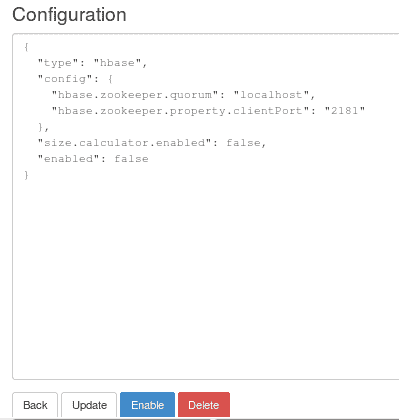 Configuration
{
"type": "hbase",
"config": {
"hbase.zookeeper.quorum": "localhost",
"hbase.zookeeper.property.clientPort": "2181"
},
"size.calculator.enabled": false,
"enabled": false
}
Back Update Enable Delete